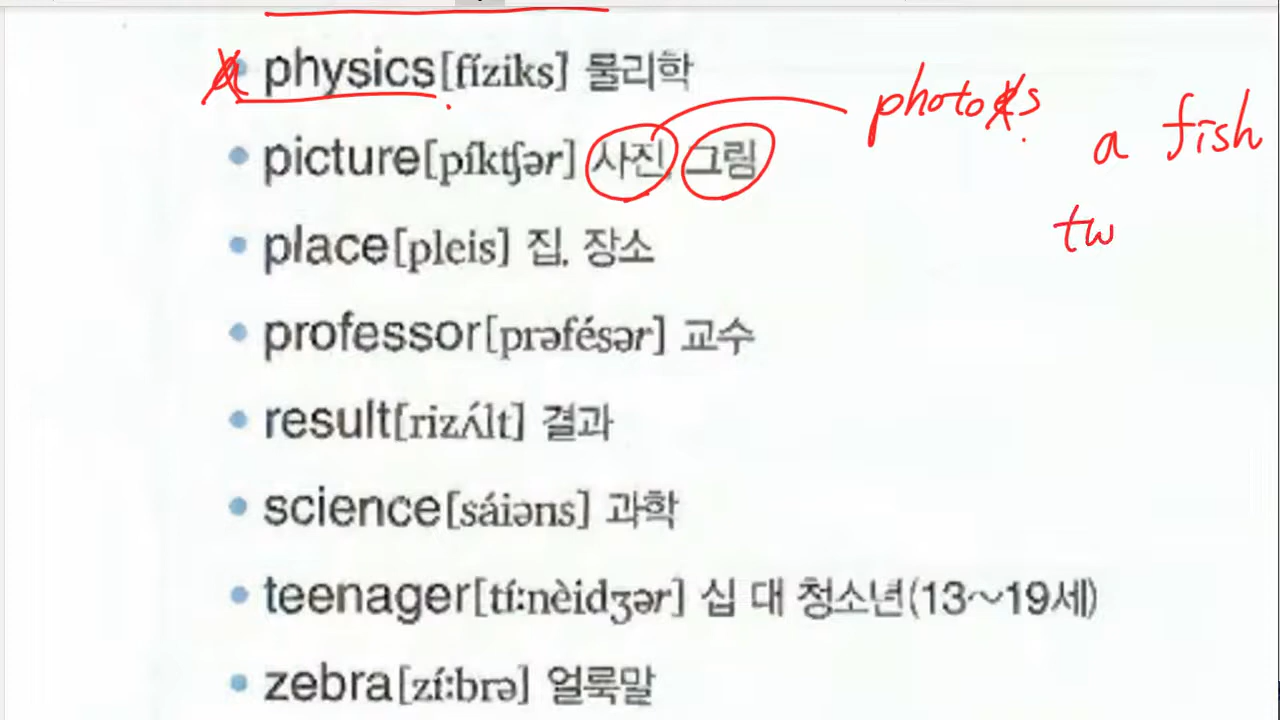 physics[fíziks] 물리학
picture[píktʃər] 사진, 그림
photos
a fish
tw
place[pleis] 집, 장소
professor[prəfésər] 교수
result[rizʌ́lt] 결과
science[sáiəns] 과학
teenager[tíːnèidʒər] 십 대 청소년(13~19세)
zebra[zíːbrə] 얼룩말